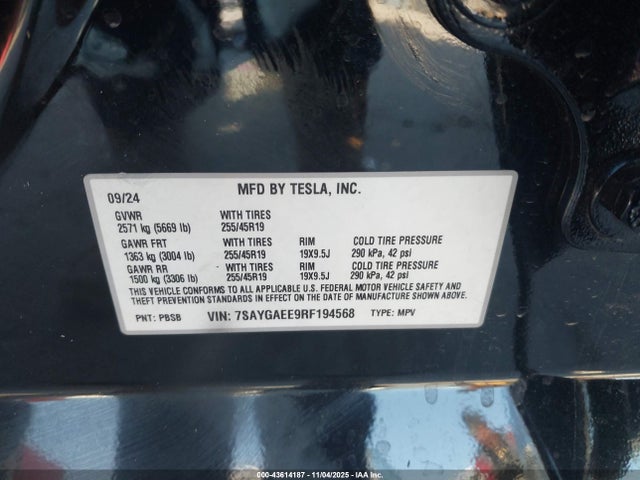 MFD BY TESLA, INC.
09/24
GVWR WITH TIRES
2571 kg (5669 lb) 255/45R19
GAWR FRT WITH TIRES RIM COLD TIRE PRESSURE
1363 kg (3004 lb) 255/45R19 19X9.5J 290 kPa, 42 psi
GAWR RR WITH TIRES RIM COLD TIRE PRESSURE
1500 kg (3306 lb) 255/45R19 19X9.5J 290 kPa, 42 psi
THIS VEHICLE CONFORMS TO ALL APPLICABLE U.S. FEDERAL MOTOR VEHICLE SAFETY AND
THEFT PREVENTION STANDARDS IN EFFECT ON THE DATE OF MANUFACTURE SHOWN ABOVE.
PNT: PBSB VIN: 7SAYGAEE9RF194568 TYPE: MPV
000-43614187 - 11/04/2025 - IAAI.COM